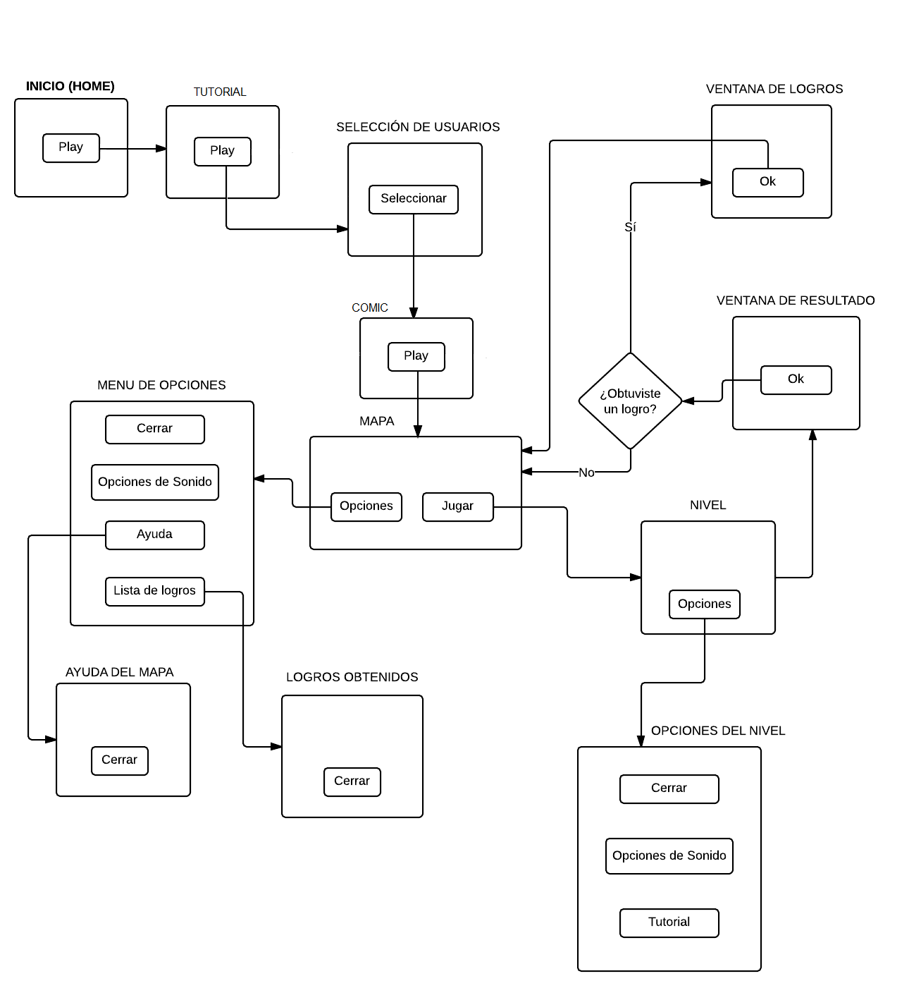 INICIO (HOME)
Play
TUTORIAL
Play
SELECCIÓN DE USUARIOS
Seleccionar
COMIC
Play
MAPA
Opciones
Jugar
VENTANA DE LOGROS
Ok
Sí
VENTANA DE RESULTADO
Ok
¿Obtuviste
un logro?
No
NIVEL
Opciones
MENU DE OPCIONES
Cerrar
Opciones de Sonido
Ayuda
Lista de logros
AYUDA DEL MAPA
Cerrar
LOGROS OBTENIDOS
Cerrar
OPCIONES DEL NIVEL
Cerrar
Opciones de Sonido
Tutorial